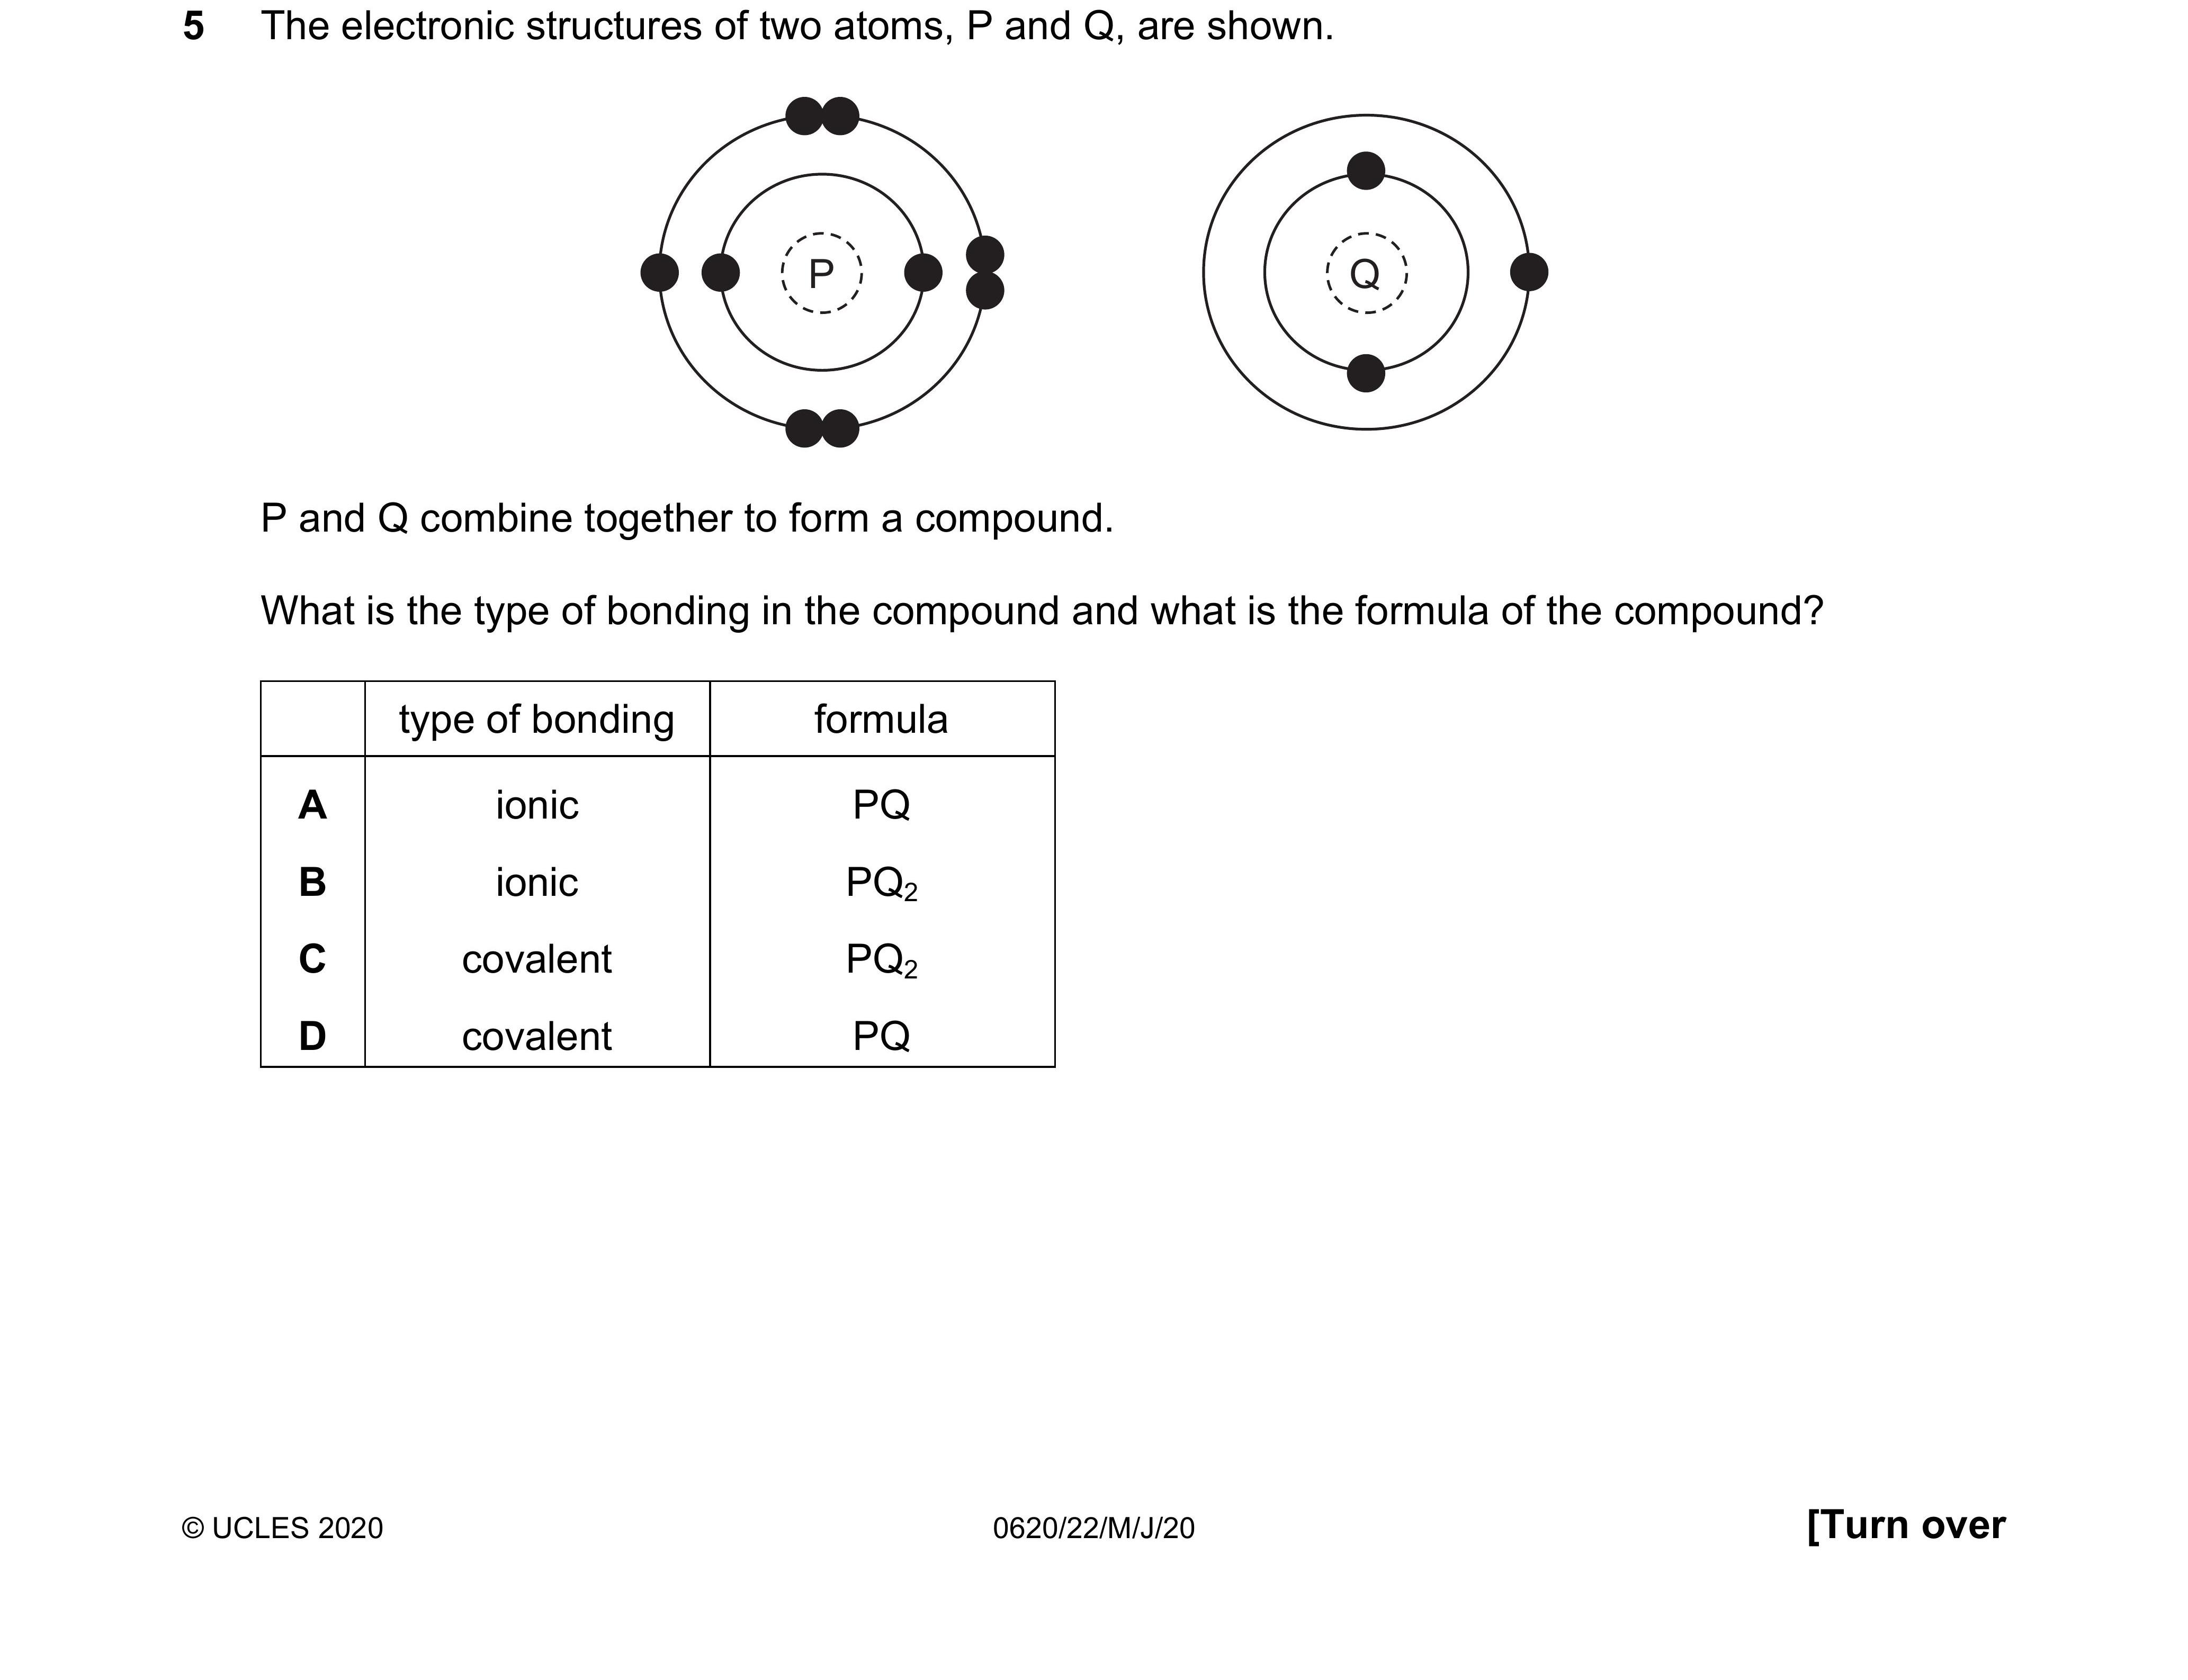 5 The electronic structures of two atoms, P and Q, are shown.
P Q
P and Q combine together to form a compound.
What is the type of bonding in the compound and what is the formula of the compound?
type of bonding formula
A ionic PQ
B ionic PQ₂
C covalent PQ₂
D covalent PQ
© UCLES 2020 0620/22/M/J/20 [Turn over